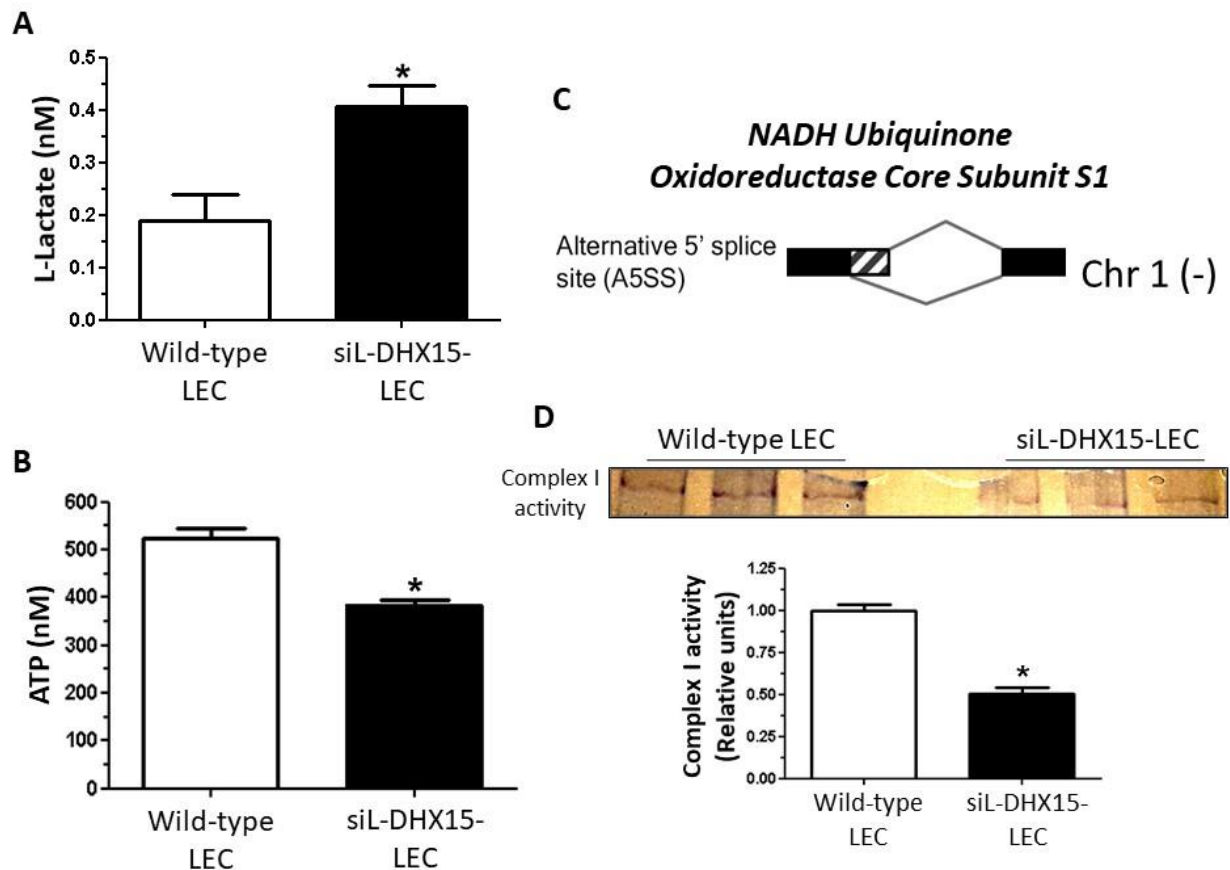 A
L-Lactate (nM)
0.5
0.4
0.3
0.2
0.1
0.0
*
Wild-type
LEC
siL-DHX15-
LEC
B
ATP (nM)
600
500
400
300
200
100
0
*
Wild-type
LEC
siL-DHX15-
LEC
C
NADH Ubiquinone
Oxidoreductase Core Subunit S1
Alternative 5' splice
site (A5SS)
Chr 1 (-)
D
Wild-type LEC
siL-DHX15-LEC
Complex I
activity
Complex I activity
(Relative units)
1.25
1.00
0.75
0.50
0.25
0.00
*
Wild-type
LEC
siL-DHX15-
LEC